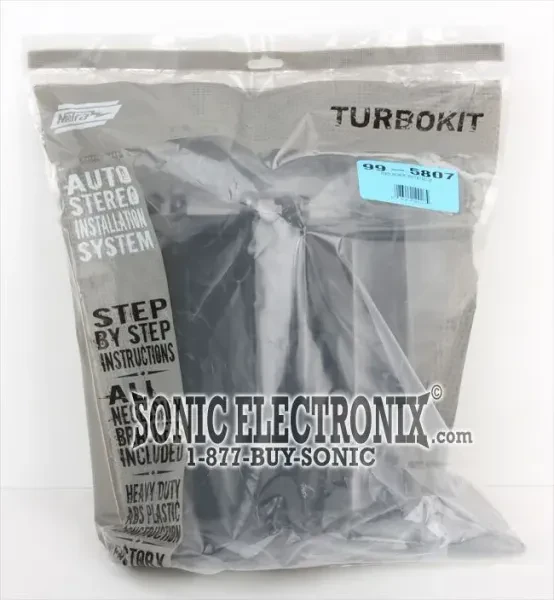 Metra
TURBOKIT
99-5807
AUTO
STEREO
INSTALLATION
SYSTEM
STEP
BY STEP
INSTRUCTIONS
ALL
INCLUDED
HEAVY DUTY
ABS PLASTIC
CONSTRUCTION
SONIC ELECTRONIX.com
©
1-877-BUY-SONIC